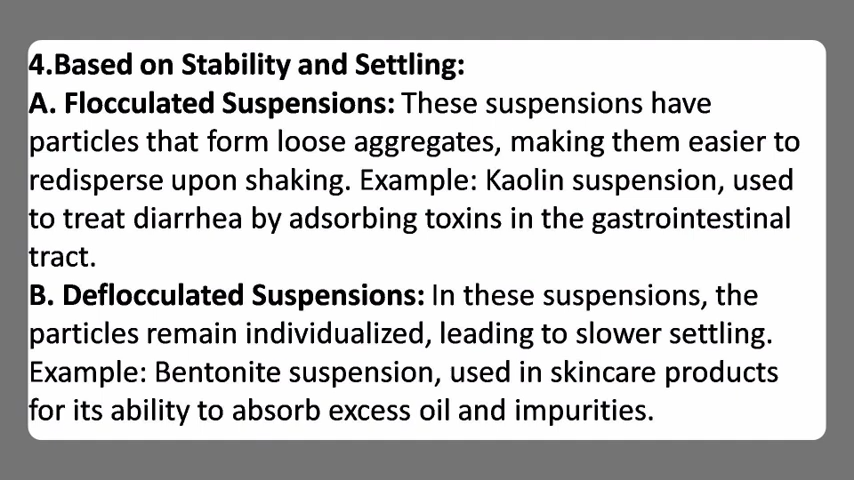 4.Based on Stability and Settling:
A. Flocculated Suspensions: These suspensions have
particles that form loose aggregates, making them easier to
redisperse upon shaking. Example: Kaolin suspension, used
to treat diarrhea by adsorbing toxins in the gastrointestinal
tract.
B. Deflocculated Suspensions: In these suspensions, the
particles remain individualized, leading to slower settling.
Example: Bentonite suspension, used in skincare products
for its ability to absorb excess oil and impurities.